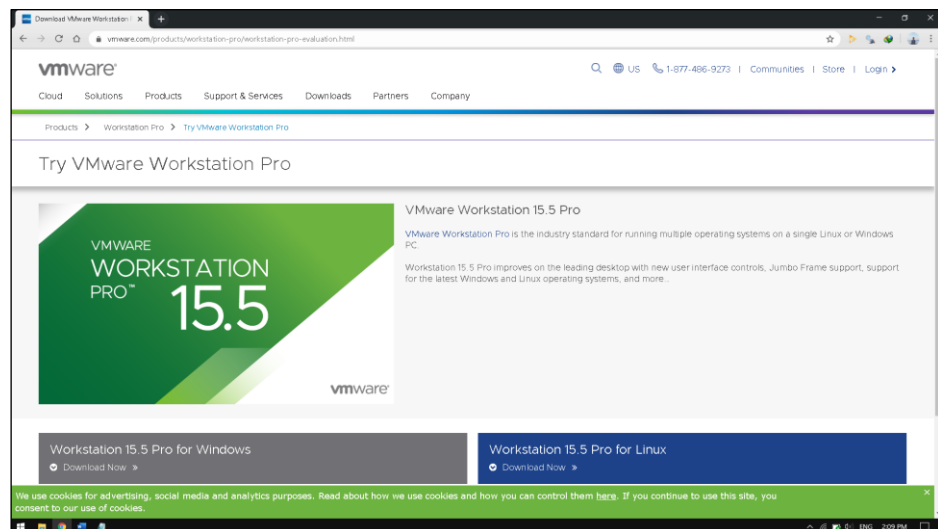 Download VMware Workstation
vmware.com/products/workstation-pro/workstation-pro-evaluation.html
vmware
US 1-877-486-9273 | Communities | Store | Login
Cloud Solutions Products Support & Services Downloads Partners Company
Products Workstation Pro Try VMware Workstation Pro
Try VMware Workstation Pro
VMWARE
WORKSTATION
PRO™
15.5
vmware
VMware Workstation 15.5 Pro
VMware Workstation Pro is the industry standard for running multiple operating systems on a single Linux or Windows
PC.
Workstation 15.5 Pro improves on the leading desktop with new user interface controls, Jumbo Frame support, support
for the latest Windows and Linux operating systems, and more...
Workstation 15.5 Pro for Windows
Download Now »
Workstation 15.5 Pro for Linux
Download Now »
We use cookies for advertising, social media and analytics purposes. Read about how we use cookies and how you can control them here. If you continue to use this site, you
consent to our use of cookies.
ENG 2:09 PM